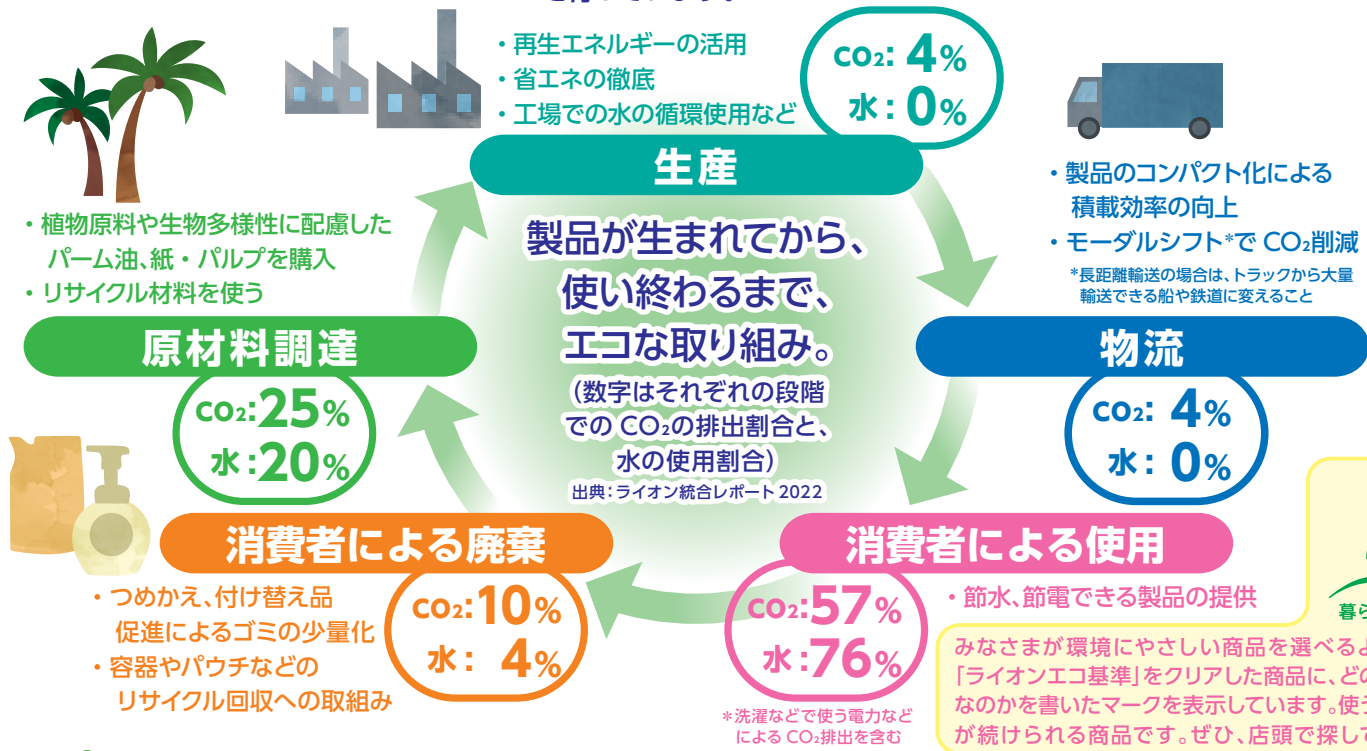 ・再生エネルギーの活用
・省エネの徹底
・工場での水の循環使用など
CO₂: 4%
水: 0%
生産
・植物原料や生物多様性に配慮した
パーム油、紙・パルプを購入
・リサイクル材料を使う
原材料調達
CO₂:25%
水:20%
製品が生まれてから、
使い終わるまで、
エコな取り組み。
(数字はそれぞれの段階
での CO₂の排出割合と、
水の使用割合)
出典:ライオン統合レポート 2022
・製品のコンパクト化による
積載効率の向上
・モーダルシフト*で CO₂削減
*長距離輸送の場合は、トラックから大量
輸送できる船や鉄道に変えること
物流
CO₂: 4%
水: 0%
消費者による廃棄
・つめかえ、付け替え品
促進によるゴミの少量化
・容器やパウチなどの
リサイクル回収への取組み
CO₂:10%
水: 4%
消費者による使用
CO₂:57%
水:76%
・節水、節電できる製品の提供
*洗濯などで使う電力など
による CO₂排出を含む
暮ら
みなさまが環境にやさしい商品を選べるよ
「ライオンエコ基準」をクリアした商品に、どの
なのかを書いたマークを表示しています。使う
が続けられる商品です。ぜひ、店頭で探して